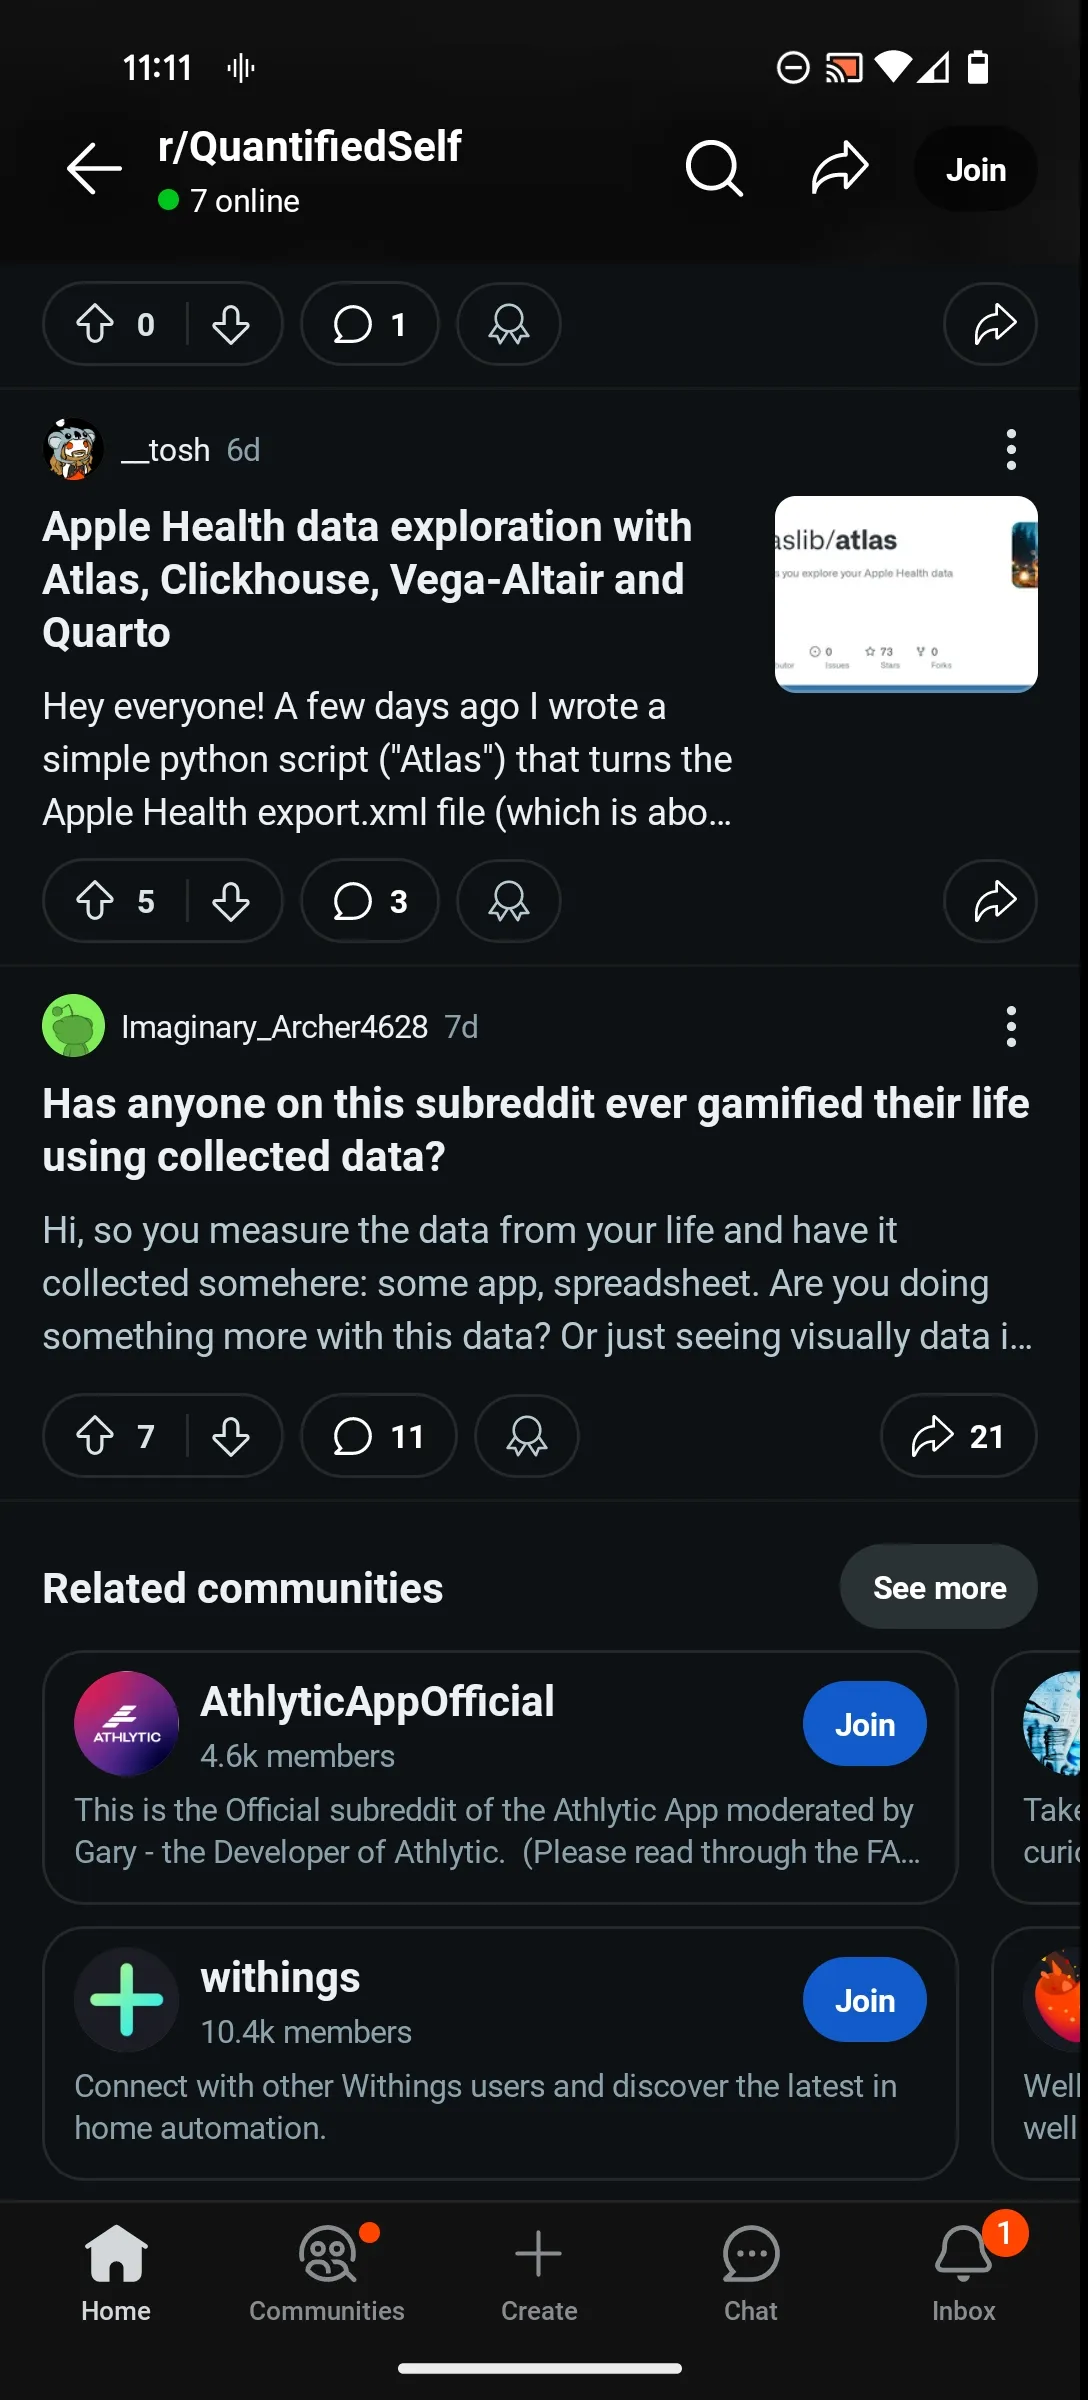 11:11
r/QuantifiedSelf
7 online
Join
0
1
__tosh 6d
Apple Health data exploration with
Atlas, Clickhouse, Vega-Altair and
Quarto
aslib/atlas
s you explore your Apple Health data
0
73
0
butor
Issues
Stars
Forks
Hey everyone! A few days ago I wrote a
simple python script ("Atlas") that turns the
Apple Health export.xml file (which is abo...
5
3
Imaginary_Archer4628 7d
Has anyone on this subreddit ever gamified their life
using collected data?
Hi, so you measure the data from your life and have it
collected somehere: some app, spreadsheet. Are you doing
something more with this data? Or just seeing visually data i...
7
11
21
Related communities
See more
ATHLYTIC
AthlyticAppOfficial
4.6k members
Join
This is the Official subreddit of the Athlytic App moderated by
Gary - the Developer of Athlytic. (Please read through the FA...
Take
curi
withings
10.4k members
Join
Connect with other Withings users and discover the latest in
home automation.
Well
well
Home
Communities
Create
Chat
1
Inbox